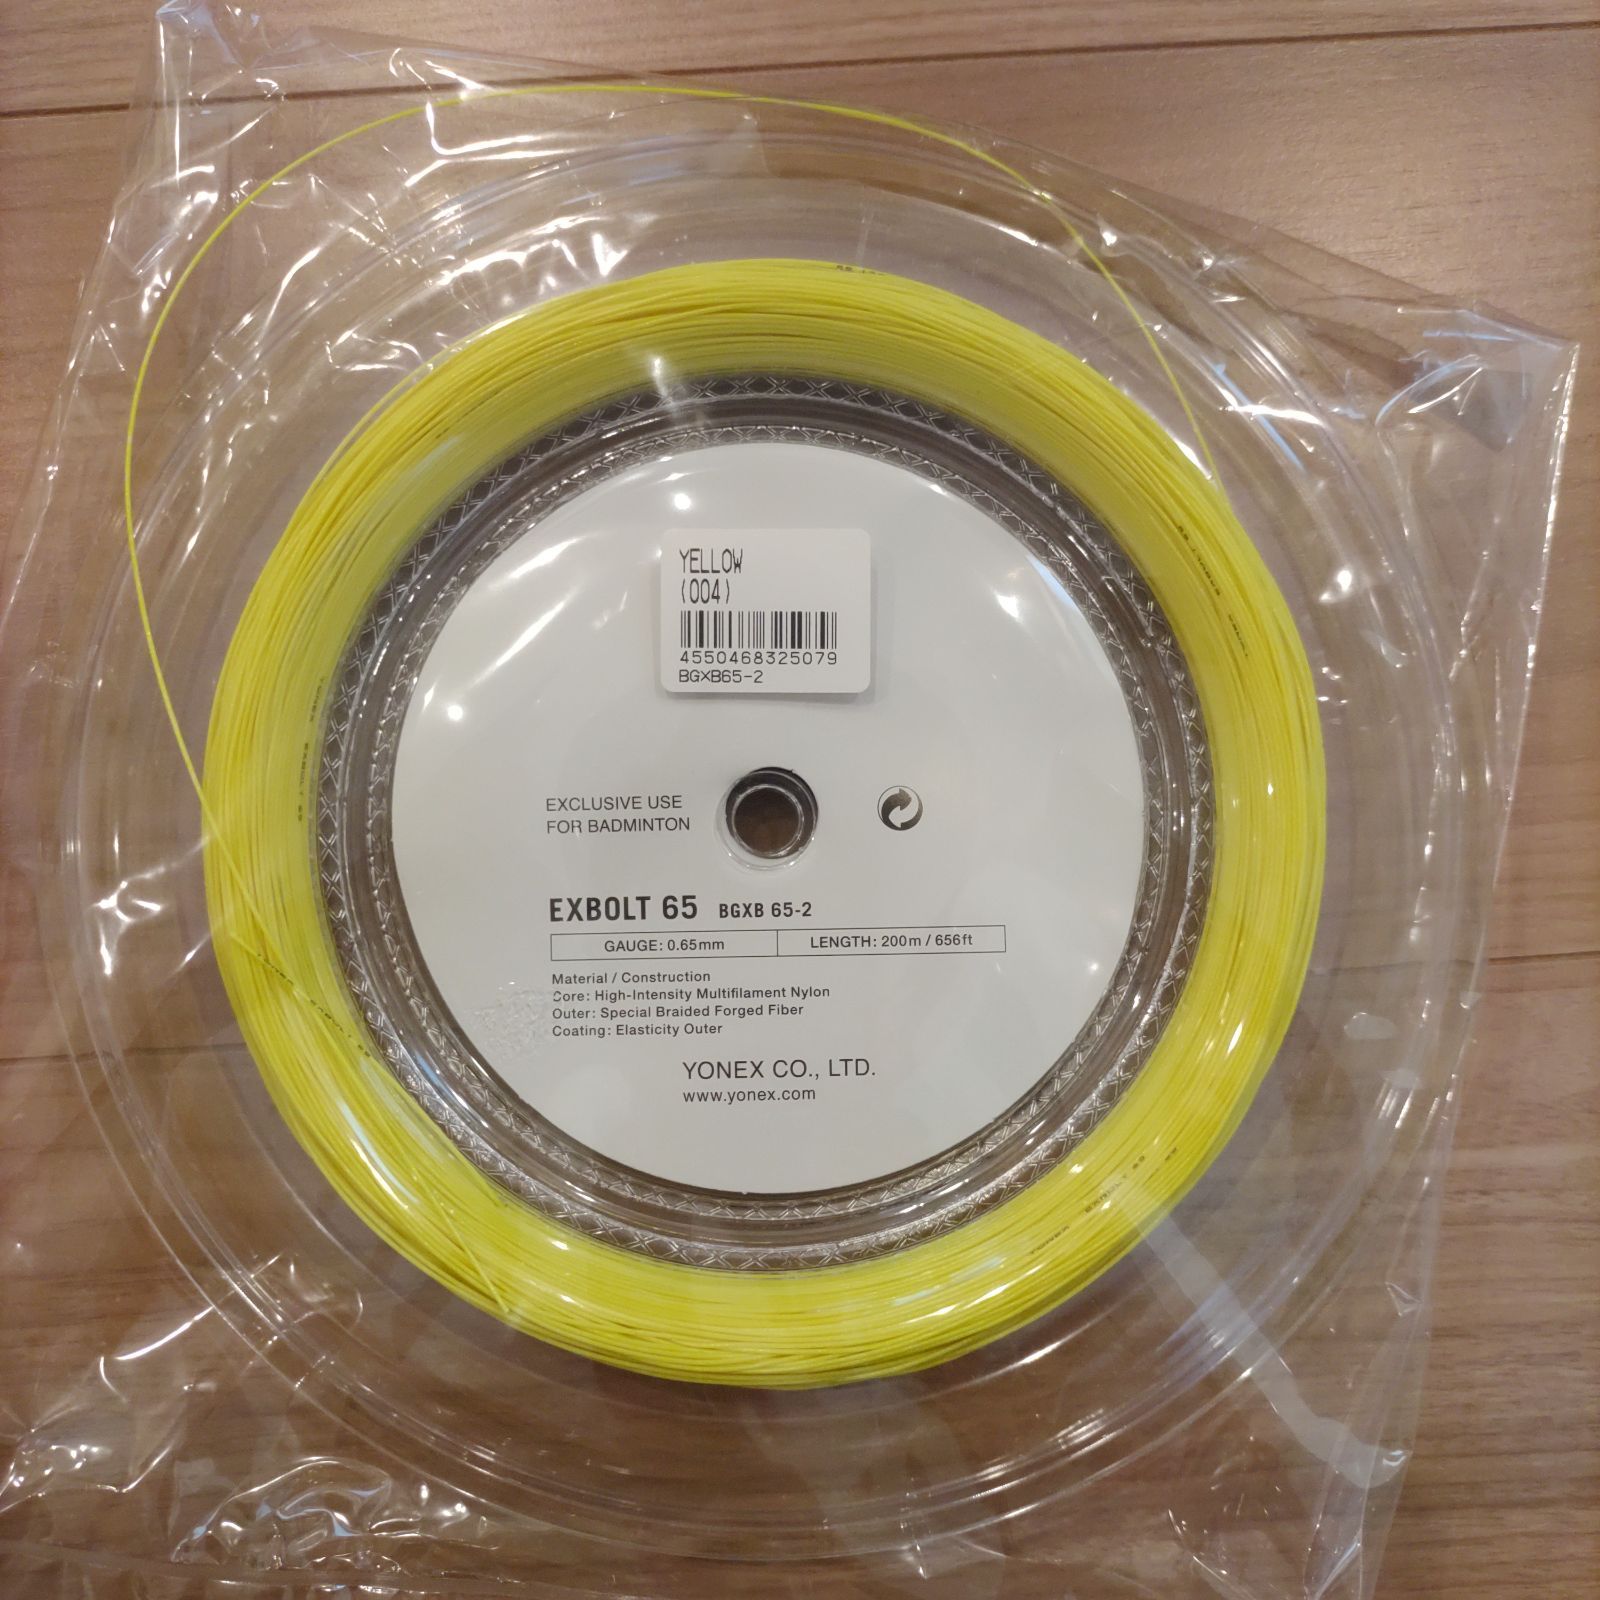 YELLOW
(004)
4550468325079
BGXB65-2
EXCLUSIVE USE
FOR BADMINTON
EXBOLT 65 BGXB 65-2
GAUGE: 0.65mm LENGTH: 200m / 656ft
Material / Construction
Core: High-Intensity Multifilament Nylon
Outer: Special Braided Forged Fiber
Coating: Elasticity Outer
YONEX CO., LTD.
www.yonex.com